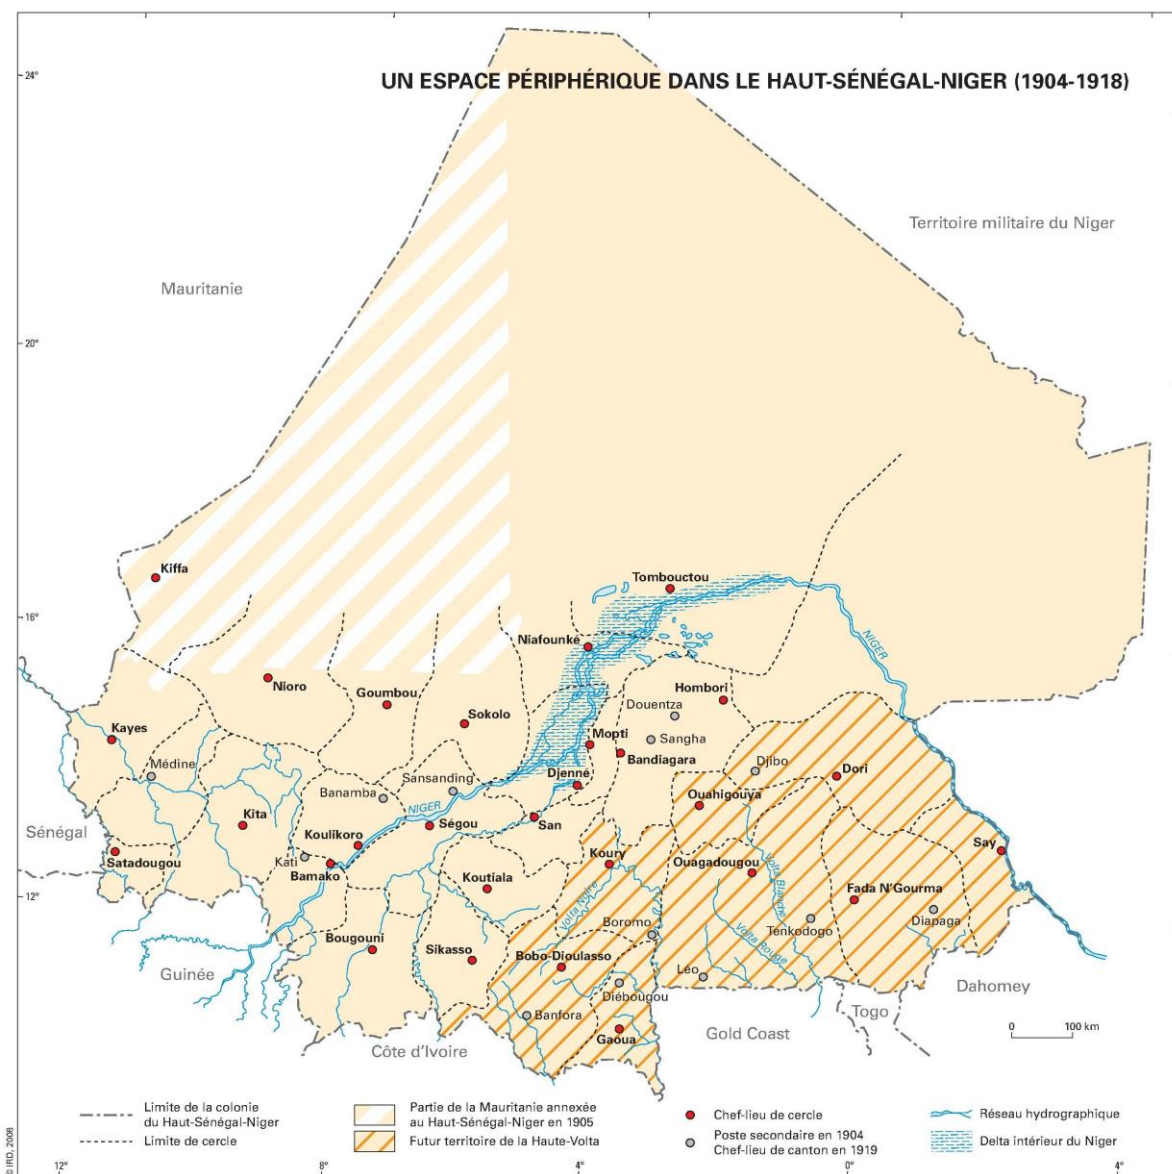 UN ESPACE PÉRIPHÉRIQUE DANS LE HAUT-SÉNÉGAL-NIGER (1904-1918)
24°
Territoire militaire du Niger
Mauritanie
20°
Kiffa
Tombouctou
16°
Niafounké
NIGER
Nioro
Goumbou
Hombori
Douentza
Sokolo
Kayes
Mopti
Sangha
Bandiagara
Médine
Djibo
Dori
Sansanding
Djenné
Banamba
Ouahigouya
NIGER
Kita
Ségou
San
Sénégal
Koulikoro
Say
Koury
Kati
Satadougou
Ouagadougou
Volta Blanche
Bamako
Koutiala
Fada N'Gourma
12°
Volta Noire
Boromo
Diapaga
Tenkodogo
Volta Rouge
Bougouni
Sikasso
Bobo-Dioulasso
Guinée
Léo
Dahomey
Diébougou
Togo
Banfora
0 100 km
Gold Coast
Gaoua
Côte d'Ivoire
Limite de la colonie
du Haut-Sénégal-Niger
Limite de cercle
Partie de la Mauritanie annexée
au Haut-Sénégal-Niger en 1905
Futur territoire de la Haute-Volta
Chef-lieu de cercle
Poste secondaire en 1904
Chef-lieu de canton en 1919
Réseau hydrographique
Delta intérieur du Niger
© IRD, 2008
12°
8°
4°
0°
4°